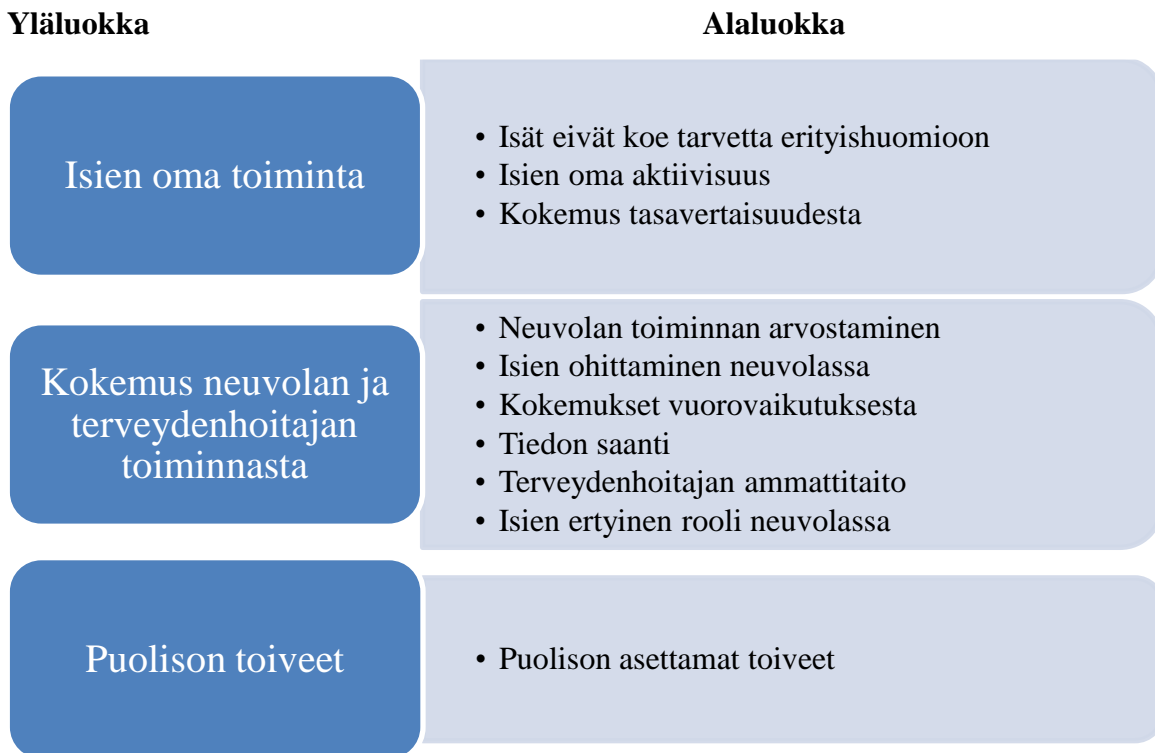 Yläluokka
Alaluokka
Isien oma toiminta
• Isät eivät koe tarvetta erityishuomioon
• Isien oma aktiivisuus
• Kokemus tasavertaisuudesta
Kokemus neuvolan ja
terveydenhoitajan
toiminnasta
• Neuvolan toiminnan arvostaminen
• Isien ohittaminen neuvolassa
• Kokemukset vuorovaikutuksesta
• Tiedon saanti
• Terveydenhoitajan ammattitaito
• Isien ertyinen rooli neuvolassa
Puolison toiveet
• Puolison asettamat toiveet